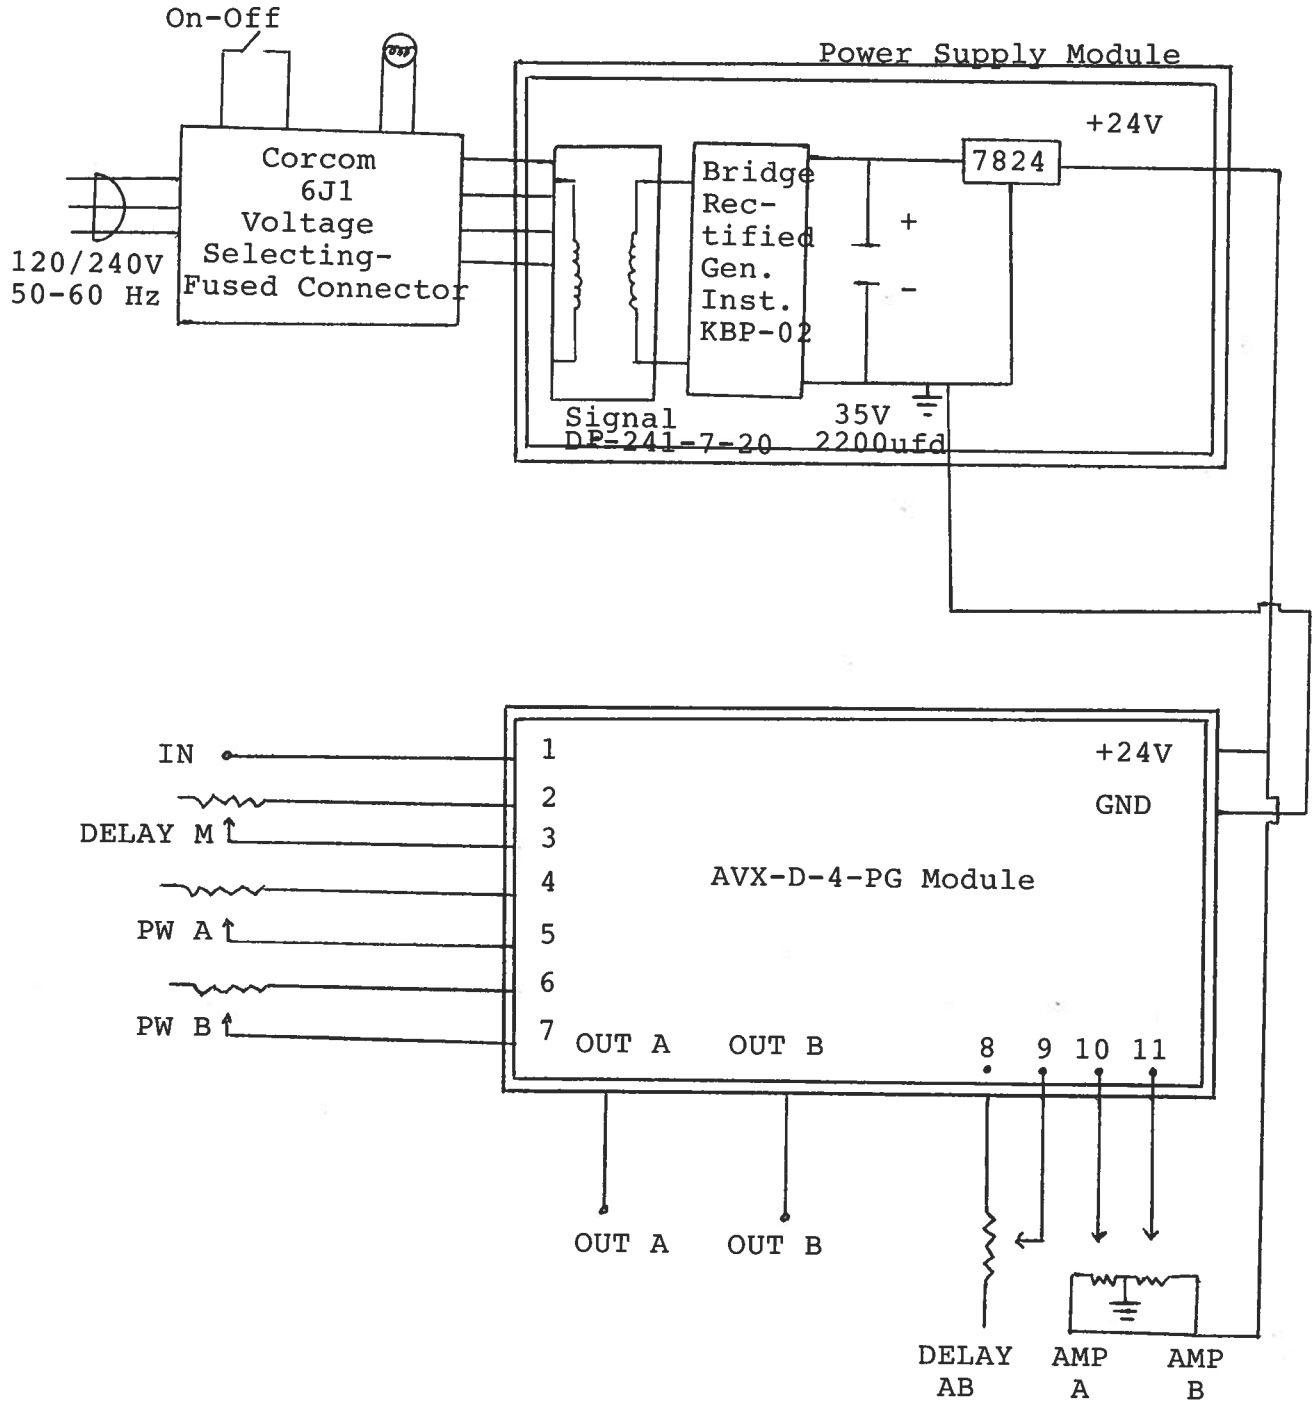 On-Off
Power Supply Module
+24V
7824
Corcom
6J1
Voltage
Selecting-
Fused Connector
120/240V
50-60 Hz
Bridge
Rec-
tified
Gen.
Inst.
KBP-02
+
-
Signal
DP-241-7-20
35V
2200ufd
IN
DELAY M
PW A
PW B
1
2
3
4
5
6
7
+24V
GND
AVX-D-4-PG Module
OUT A
OUT B
8
9
10
11
OUT A
OUT B
DELAY
AB
AMP
A
AMP
B